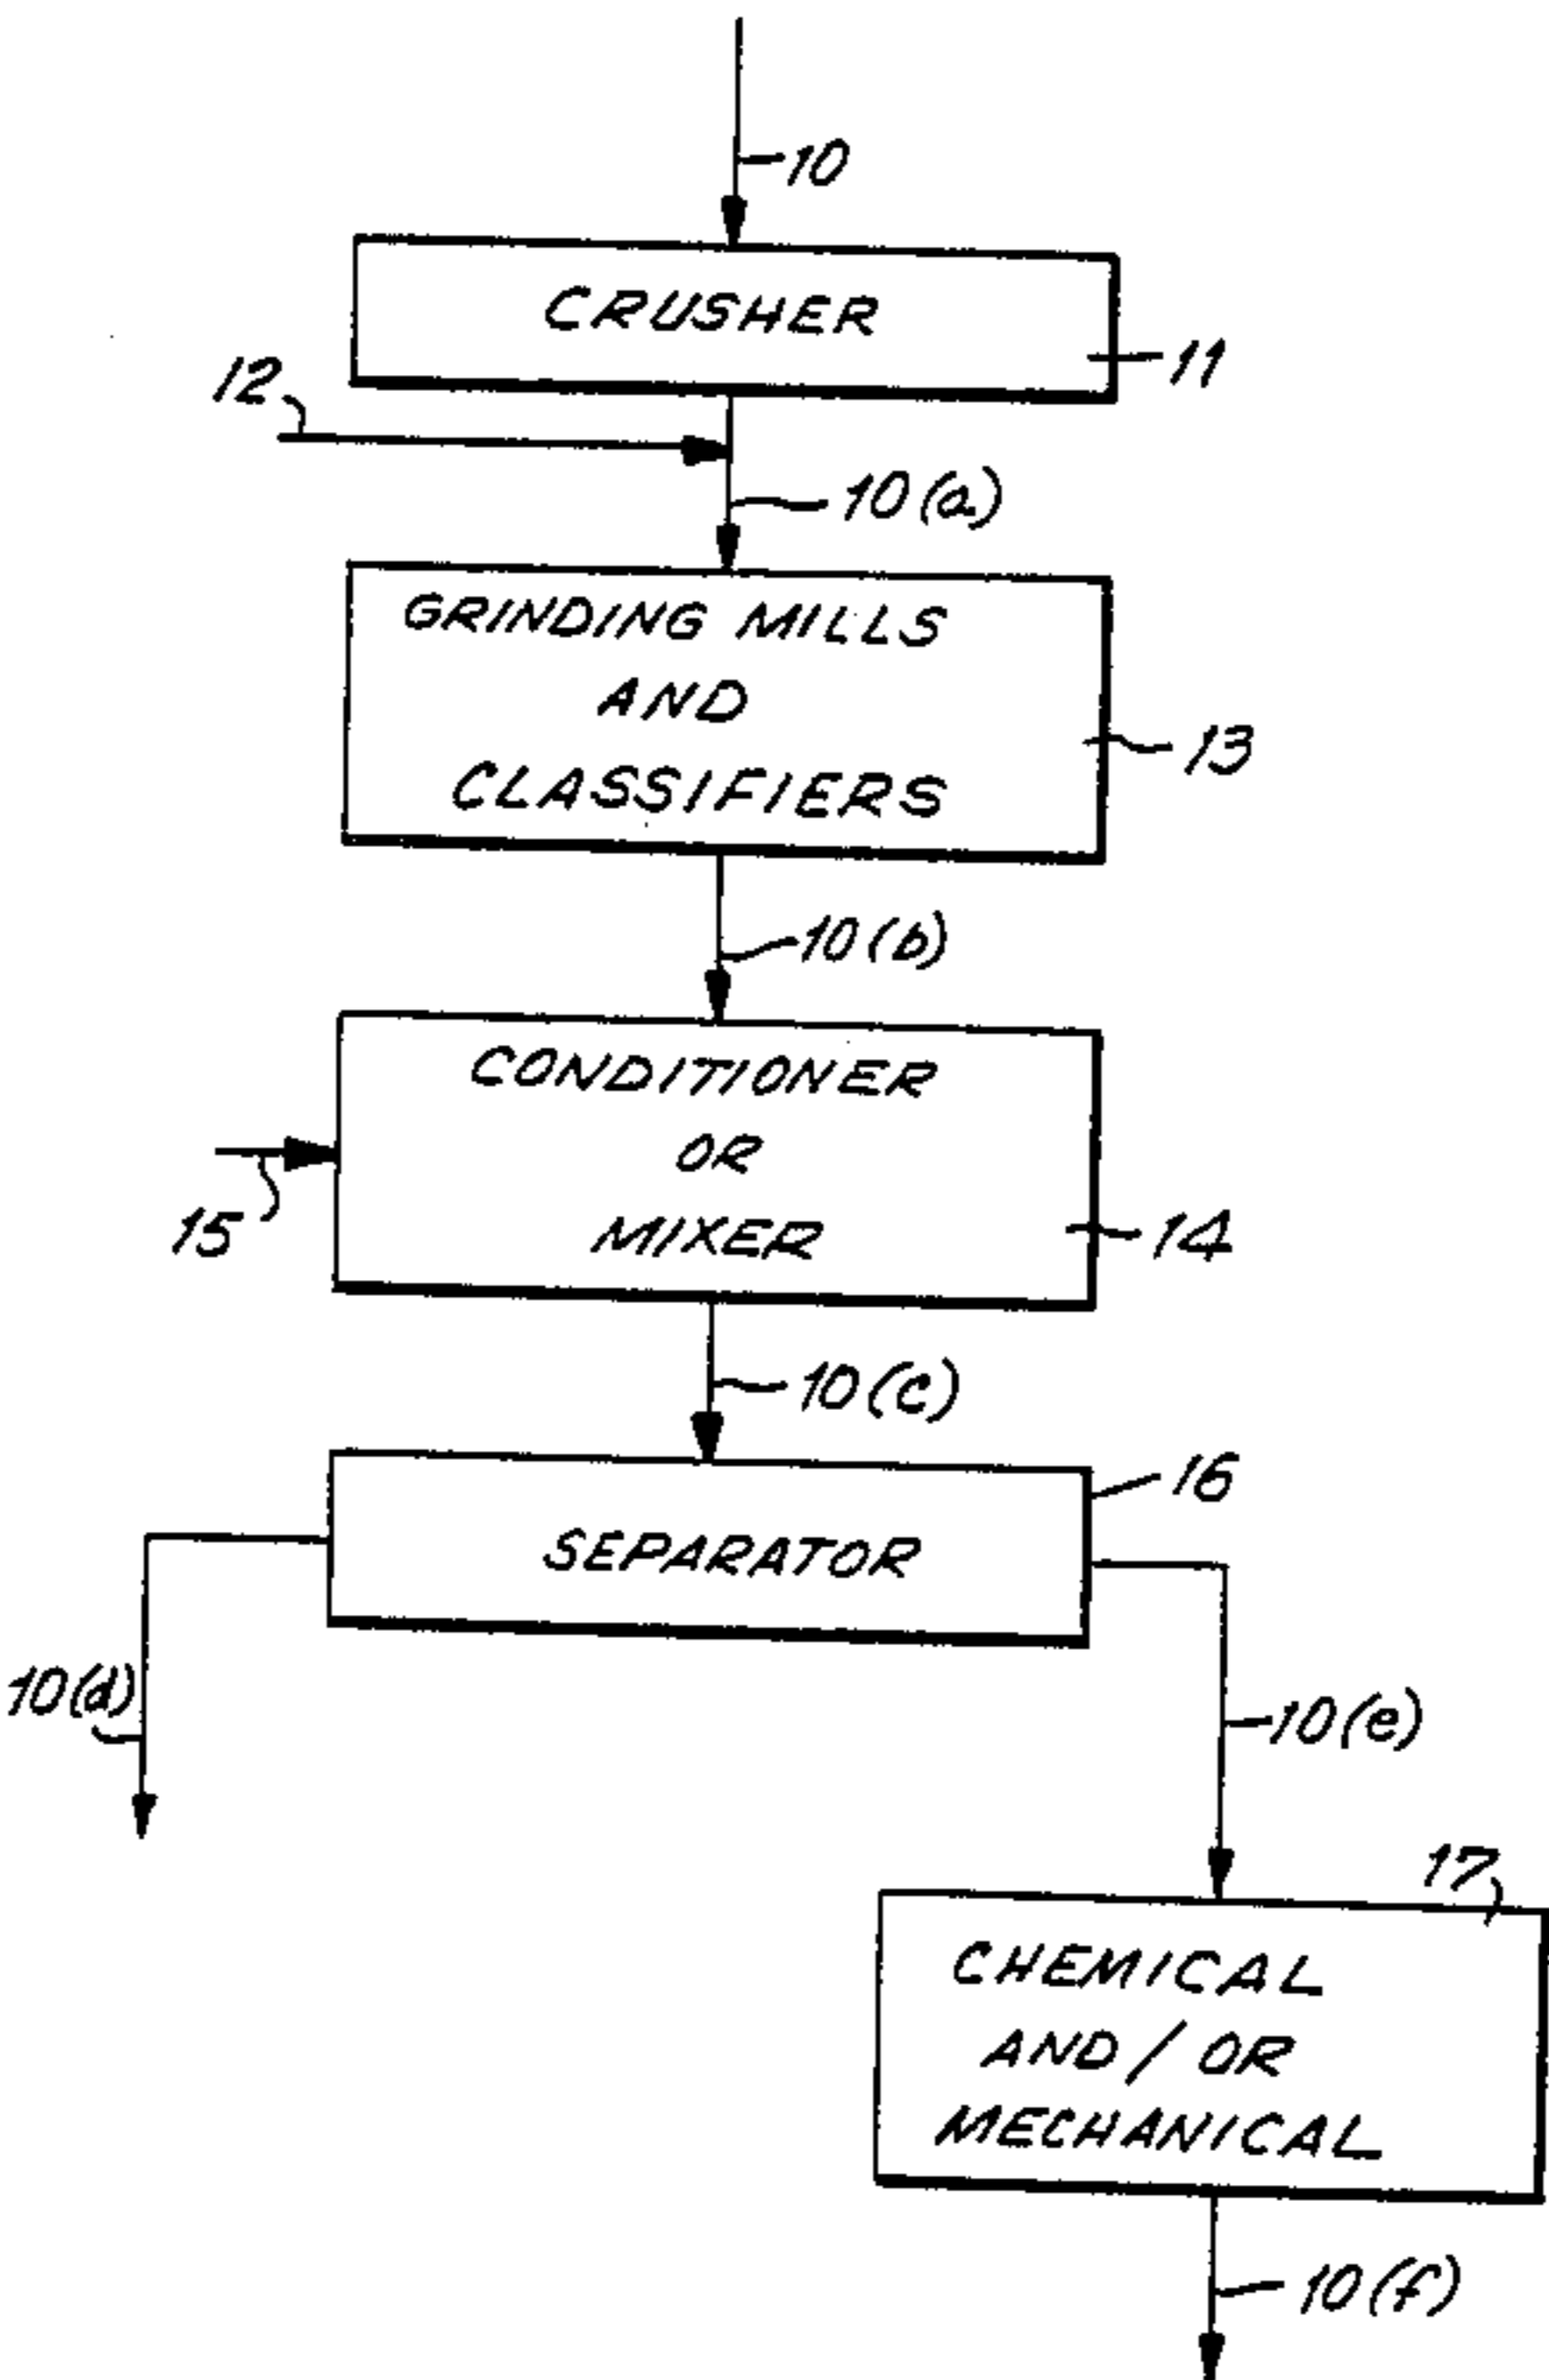 10
CRUSHER
11
12
10(a)
GRINDING MILLS
AND
CLASSIFIERS
13
10(b)
CONDITIONER
OR
MIXER
15
14
10(c)
16
SEPARATOR
10(d)
10(e)
17
CHEMICAL
AND/OR
MECHANICAL
10(f)